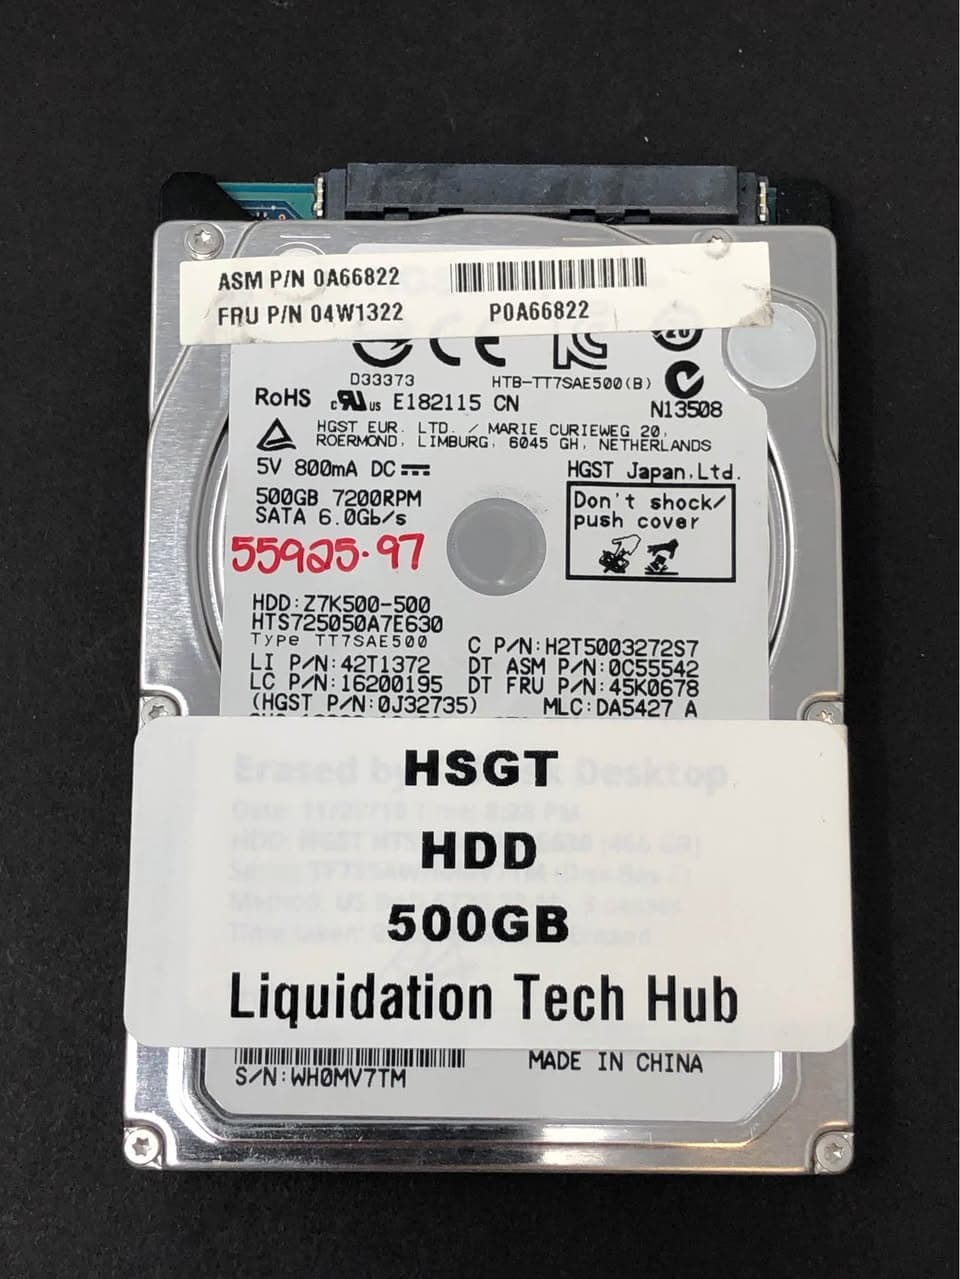 ASM P/N 0A66822
FRU P/N 04W1322 P0A66822
D33373 HTB-TT7SAE500(B)
RoHS c RU us E182115 CN N13508
HGST EUR. LTD. / MARIE CURIEWEG 20,
ROERMOND, LIMBURG, 6045 GH, NETHERLANDS
5V 800mA DC HGST Japan,Ltd.
500GB 7200RPM
SATA 6.0Gb/s
Don't shock/
push cover
55925.97
HDD:Z7K500-500
HTS725050A7E630
Type TT7SAE500 C P/N:H2T5003272S7
LI P/N:42T1372 DT ASM P/N:0C55542
LC P/N:16200195 DT FRU P/N:45K0678
(HGST P/N:0J32735) MLC:DA5427 A
HSGT
HDD
500GB
Liquidation Tech Hub
MADE IN CHINA
S/N:WH0MV7TM